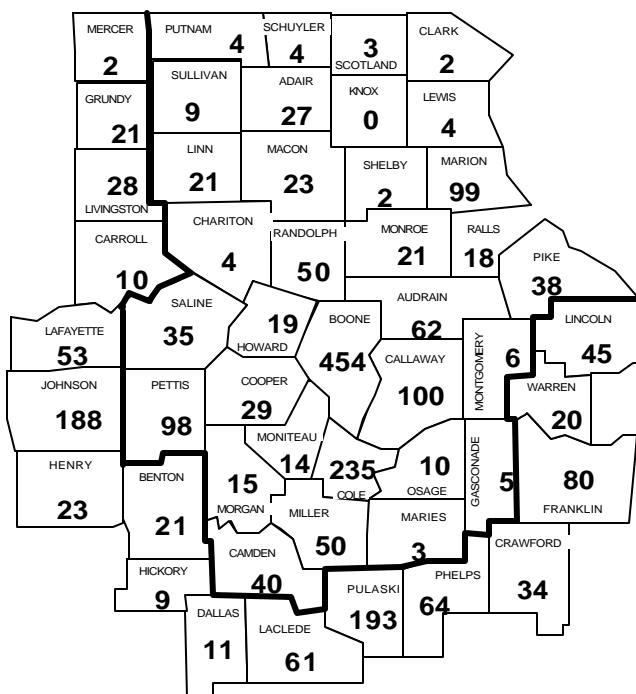 MERCER
2
PUTNAM
4
SCHUYLER
4
3
SCOTLAND
CLARK
2
GRUNDY
21
SULLIVAN
9
ADAIR
27
KNOX
0
LEWIS
4
28
LIVINGSTON
LINN
21
MACON
23
SHELBY
2
MARION
99
CARROLL
10
CHARITON
4
RANDOLPH
50
MONROE
21
RALLS
18
PIKE
38
LAFAYETTE
53
SALINE
35
19
HOWARD
BOONE
454
AUDRAIN
62
MONTGOMERY
6
LINCOLN
45
JOHNSON
188
PETTIS
98
COOPER
29
CALLAWAY
100
WARREN
20
HENRY
23
BENTON
21
15
MORGAN
MONITEAU
14
235
COLE
10
OSAGE
GASCONADE
5
80
FRANKLIN
HICKORY
9
CAMDEN
40
MILLER
50
MARIES
3
PHELPS
64
CRAWFORD
34
DALLAS
11
LACLEDE
61
PULASKI
193